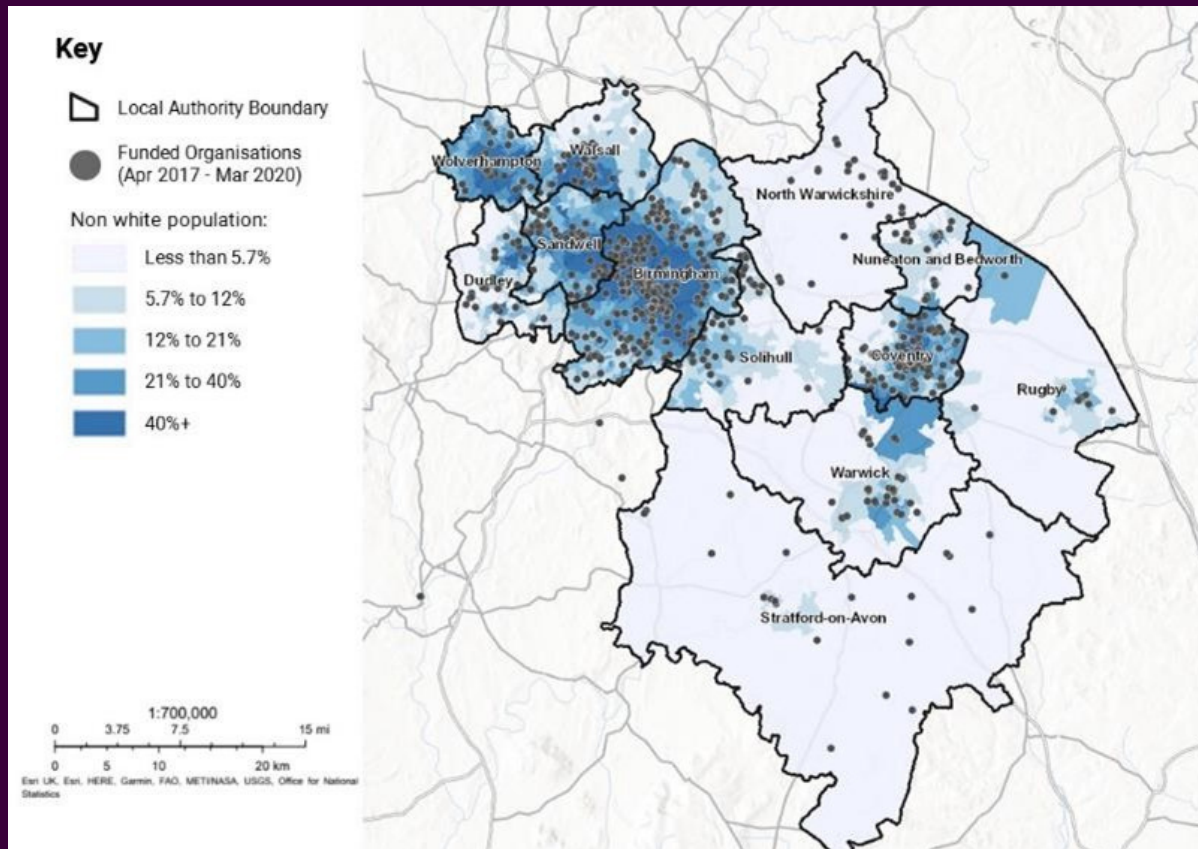 Key
Local Authority Boundary
Funded Organisations
(Apr 2017 - Mar 2020)
Non white population:
Less than 5.7%
5.7% to 12%
12% to 21%
21% to 40%
40%+
1:700,000
0 3.75 7.5 15 mi
0 5 10 20 km
Esri UK, Esri, HERE, Garmin, FAO, METI/NASA, USGS, Office for National
Statistics
Wolverhampton
Walsall
North Warwickshire
Sandwell
Nuneaton and Bedworth
Birmingham
Dudley
Solihull
Coventry
Rugby
Warwick
Stratford-on-Avon